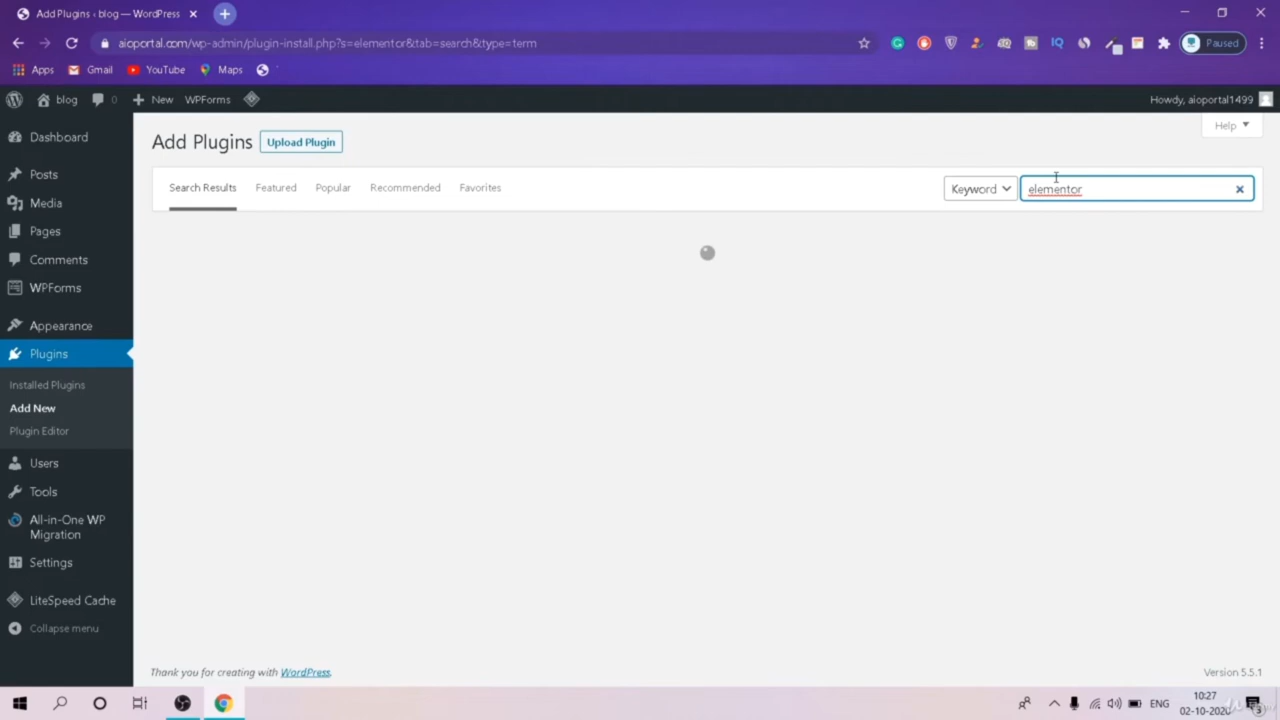 Add Plugins ‹ blog — WordPress
aioportal.com/wp-admin/plugin-install.php?s=elementor&tab=search&type=term
Paused
Apps Gmail YouTube Maps
blog 0 New WPForms
Howdy, aioportal1499
Help
Dashboard
Posts
Media
Pages
Comments
WPForms
Appearance
Plugins
Installed Plugins
Add New
Plugin Editor
Users
Tools
All-in-One WP
Migration
Settings
LiteSpeed Cache
Collapse menu
Add Plugins Upload Plugin
Search Results Featured Popular Recommended Favorites
Keyword elementor
Thank you for creating with WordPress.
Version 5.5.1
ENG
10:27
02-10-2020